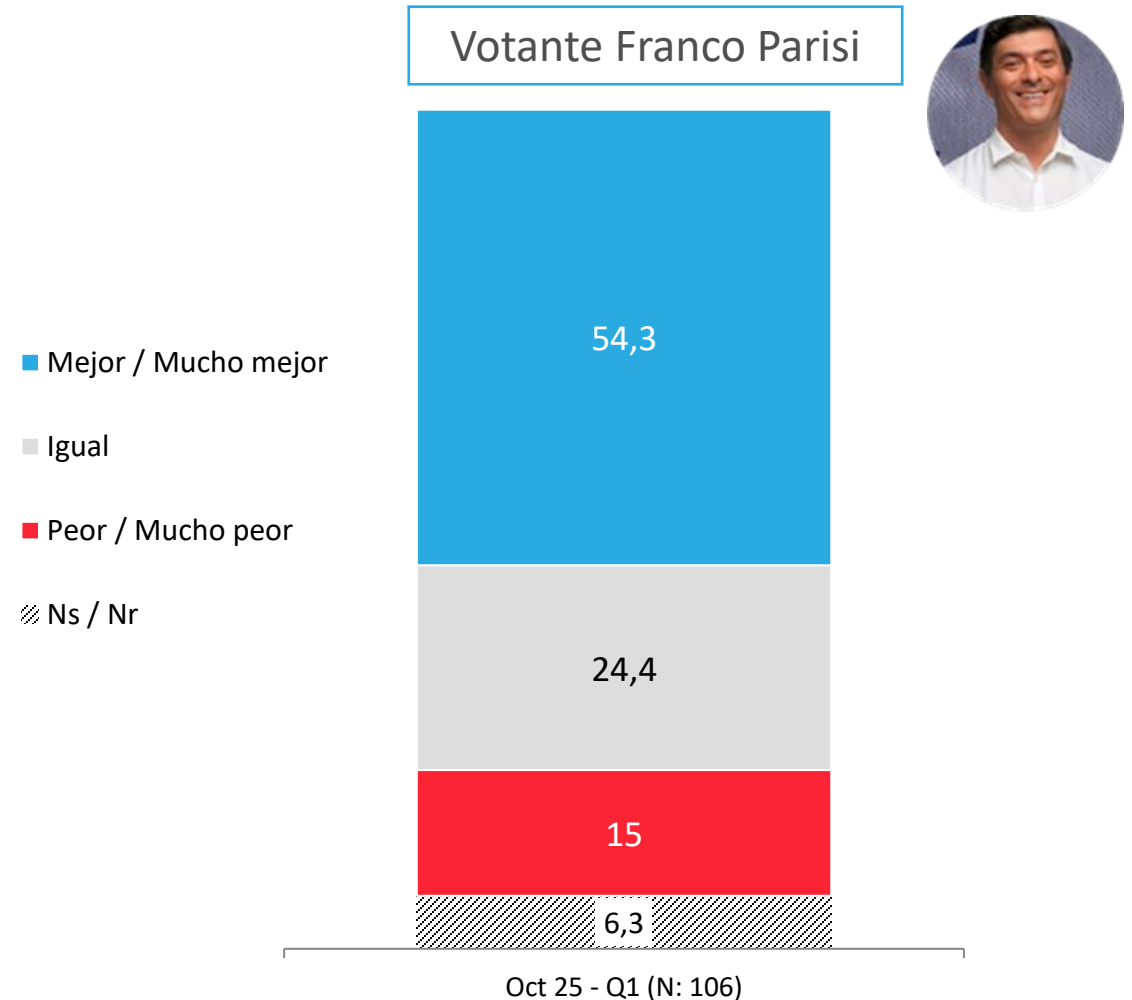 Votante Franco Parisi
54,3
Mejor / Mucho mejor
Igual
Peor / Mucho peor
Ns / Nr
24,4
15
6,3
Oct 25 - Q1 (N: 106)